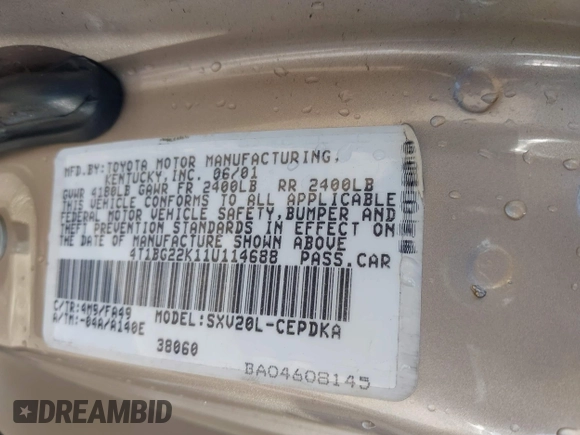 MFD.BY:TOYOTA MOTOR MANUFACTURING,
KENTUCKY,INC. 06/01
GVWR 4180LB GAWR FR 2400LB RR 2400LB
THIS VEHICLE CONFORMS TO ALL APPLICABLE
FEDERAL MOTOR VEHICLE SAFETY,BUMPER AND
THEFT PREVENTION STANDARDS IN EFFECT ON
THE DATE OF MANUFACTURE SHOWN ABOVE
4T1BG22K11U114688 PASS.CAR
C/TR:4M9/FA49
A/TM:-04A/A140E
MODEL:SXV20L-CEPDKA
38060
BA04608145
DREAMBID